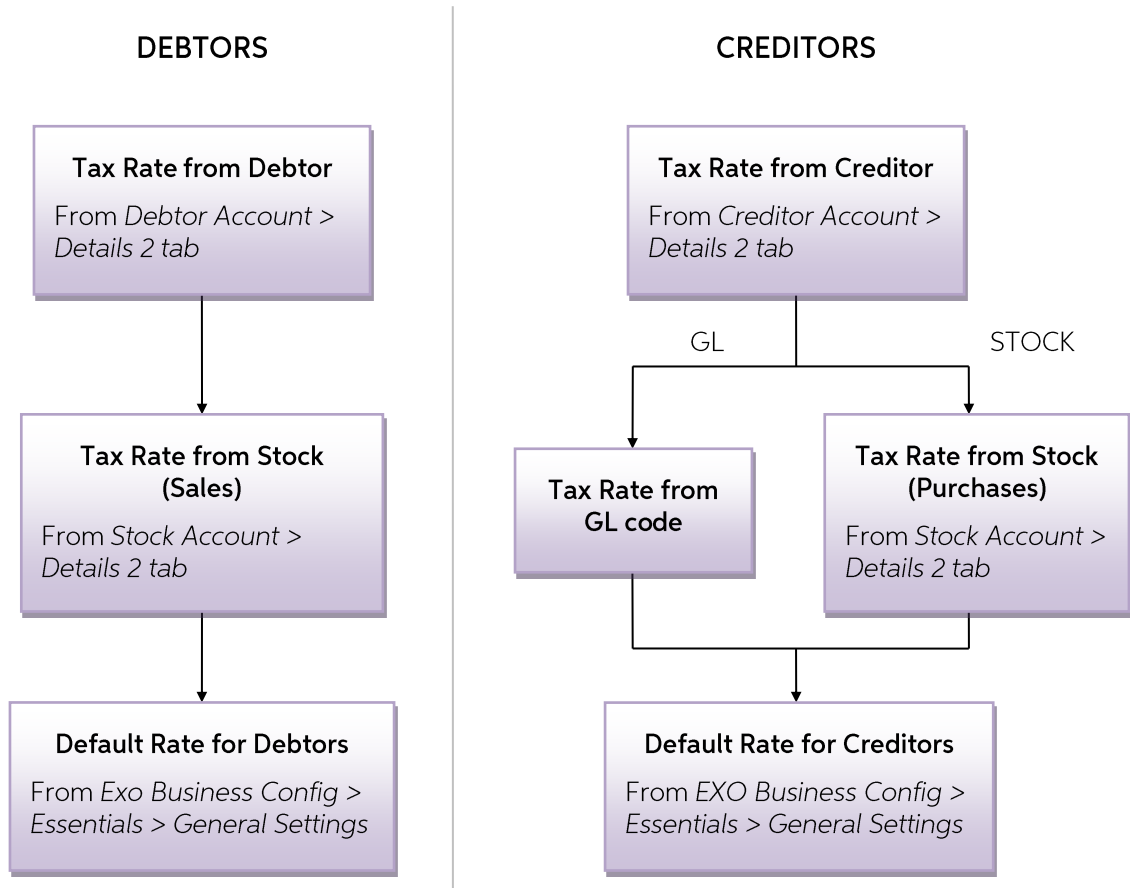 DEBTORS
Tax Rate from Debtor
From Debtor Account >
Details 2 tab
Tax Rate from Stock
(Sales)
From Stock Account >
Details 2 tab
Default Rate for Debtors
From Exo Business Config >
Essentials > General Settings
CREDITORS
Tax Rate from Creditor
From Creditor Account >
Details 2 tab
GL
STOCK
Tax Rate from
GL code
Tax Rate from Stock
(Purchases)
From Stock Account >
Details 2 tab
Default Rate for Creditors
From EXO Business Config >
Essentials > General Settings